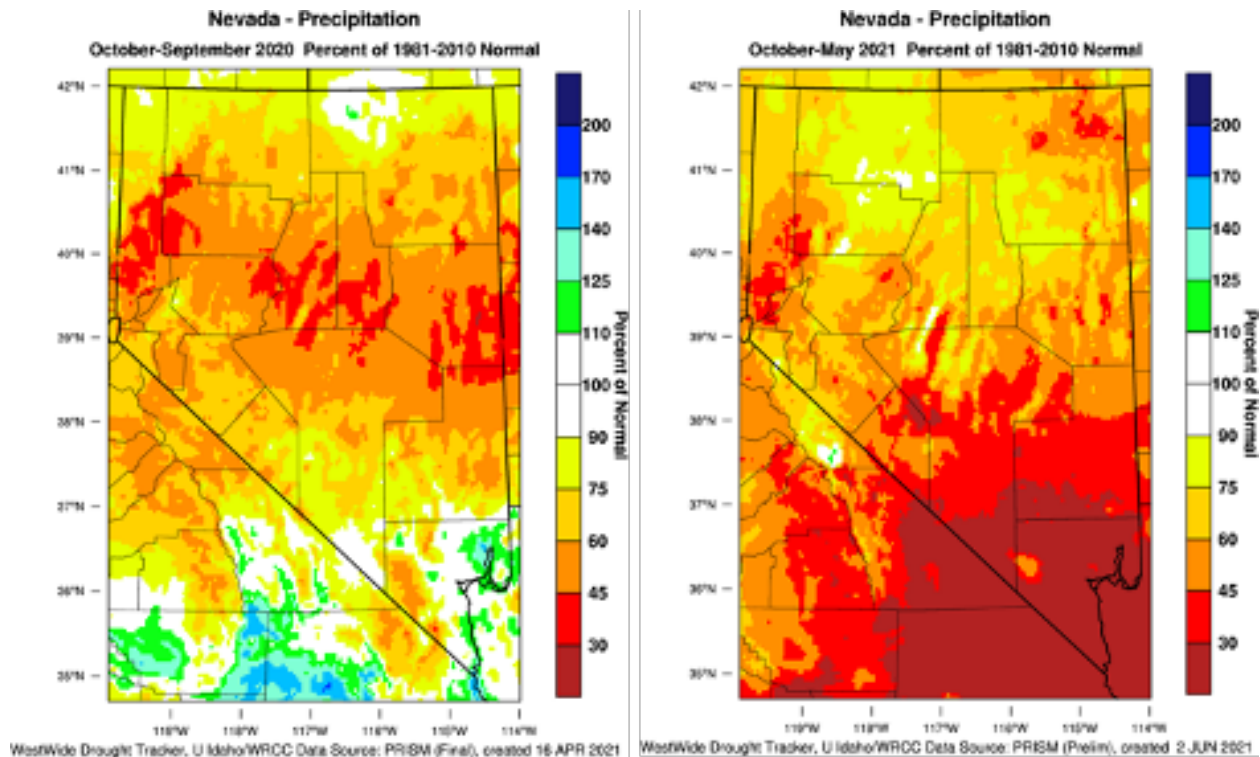 Nevada - Precipitation
October-September 2020 Percent of 1981-2010 Normal
42°N
41°N
40°N
39°N
38°N
37°N
36°N
35°N
119°W
118°W
117°W
116°W
115°W
114°W
200
170
140
125
110
100
90
75
60
45
30
Percent of Normal
WestWide Drought Tracker, U Idaho/WRCC Data Source: PRISM (Final), created 16 APR 2021
Nevada - Precipitation
October-May 2021 Percent of 1981-2010 Normal
42°N
41°N
40°N
39°N
38°N
37°N
36°N
35°N
119°W
118°W
117°W
116°W
115°W
114°W
200
170
140
125
110
100
90
75
60
45
30
Percent of Normal
WestWide Drought Tracker, U Idaho/WRCC Data Source: PRISM (Prelim), created 2 JUN 2021